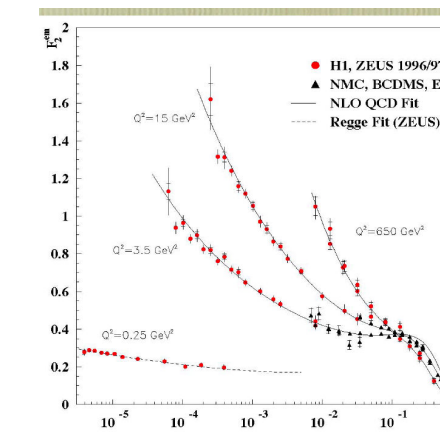 F₂ᵉᵐ
2
1.8
1.6
1.4
1.2
1
0.8
0.6
0.4
0.2
0
H1, ZEUS 1996/97
NMC, BCDMS, E
NLO QCD Fit
Regge Fit (ZEUS)
Q²=15 GeV²
Q²=650 GeV²
Q²=3.5 GeV²
Q²=0.25 GeV²
10⁻⁵
10⁻⁴
10⁻³
10⁻²
10⁻¹